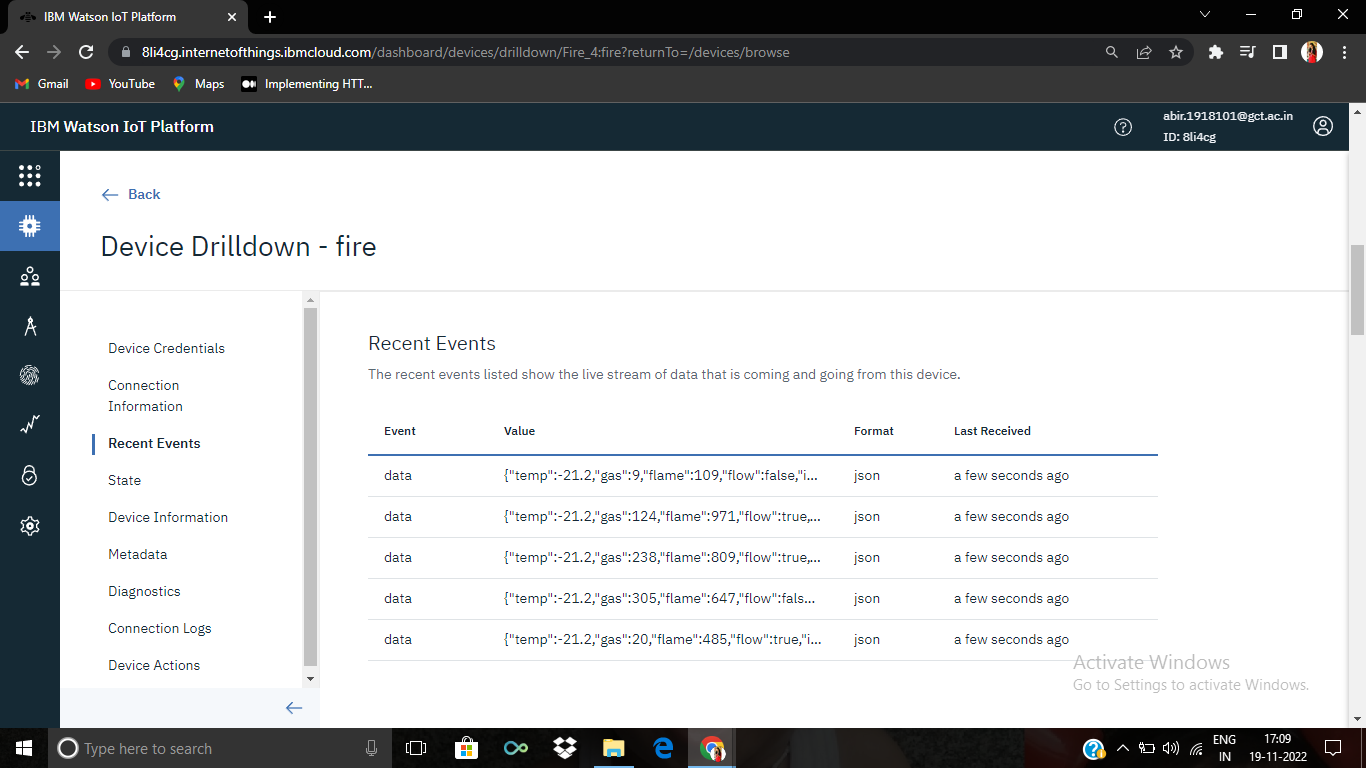 IBM Watson IoT Platform
8li4cg.internetofthings.ibmcloud.com/dashboard/devices/drilldown/Fire_4:fire?returnTo=/devices/browse
Gmail YouTube Maps Implementing HTT...
IBM Watson IoT Platform
abir.1918101@gct.ac.in
ID: 8li4cg
Back
Device Drilldown - fire
Device Credentials
Connection
Information
Recent Events
State
Device Information
Metadata
Diagnostics
Connection Logs
Device Actions
Recent Events
The recent events listed show the live stream of data that is coming and going from this device.
Event Value Format Last Received
data {"temp":-21.2,"gas":9,"flame":109,"flow":false,"i... json a few seconds ago
data {"temp":-21.2,"gas":124,"flame":971,"flow":true,... json a few seconds ago
data {"temp":-21.2,"gas":238,"flame":809,"flow":true,... json a few seconds ago
data {"temp":-21.2,"gas":305,"flame":647,"flow":fals... json a few seconds ago
data {"temp":-21.2,"gas":20,"flame":485,"flow":true,"i... json a few seconds ago
Activate Windows
Go to Settings to activate Windows.
Type here to search
ENG
IN
17:09
19-11-2022